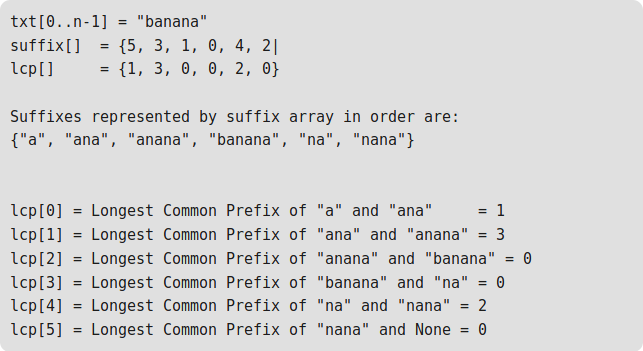 txt[0..n-1] = "banana"
suffix[]  = {5, 3, 1, 0, 4, 2|
lcp[]     = {1, 3, 0, 0, 2, 0}
Suffixes represented by suffix array in order are:
{"a", "ana", "anana", "banana", "na", "nana"}
lcp[0] = Longest Common Prefix of "a" and "ana"     = 1
lcp[1] = Longest Common Prefix of "ana" and "anana" = 3
lcp[2] = Longest Common Prefix of "anana" and "banana" = 0
lcp[3] = Longest Common Prefix of "banana" and "na" = 0
lcp[4] = Longest Common Prefix of "na" and "nana" = 2
lcp[5] = Longest Common Prefix of "nana" and None = 0